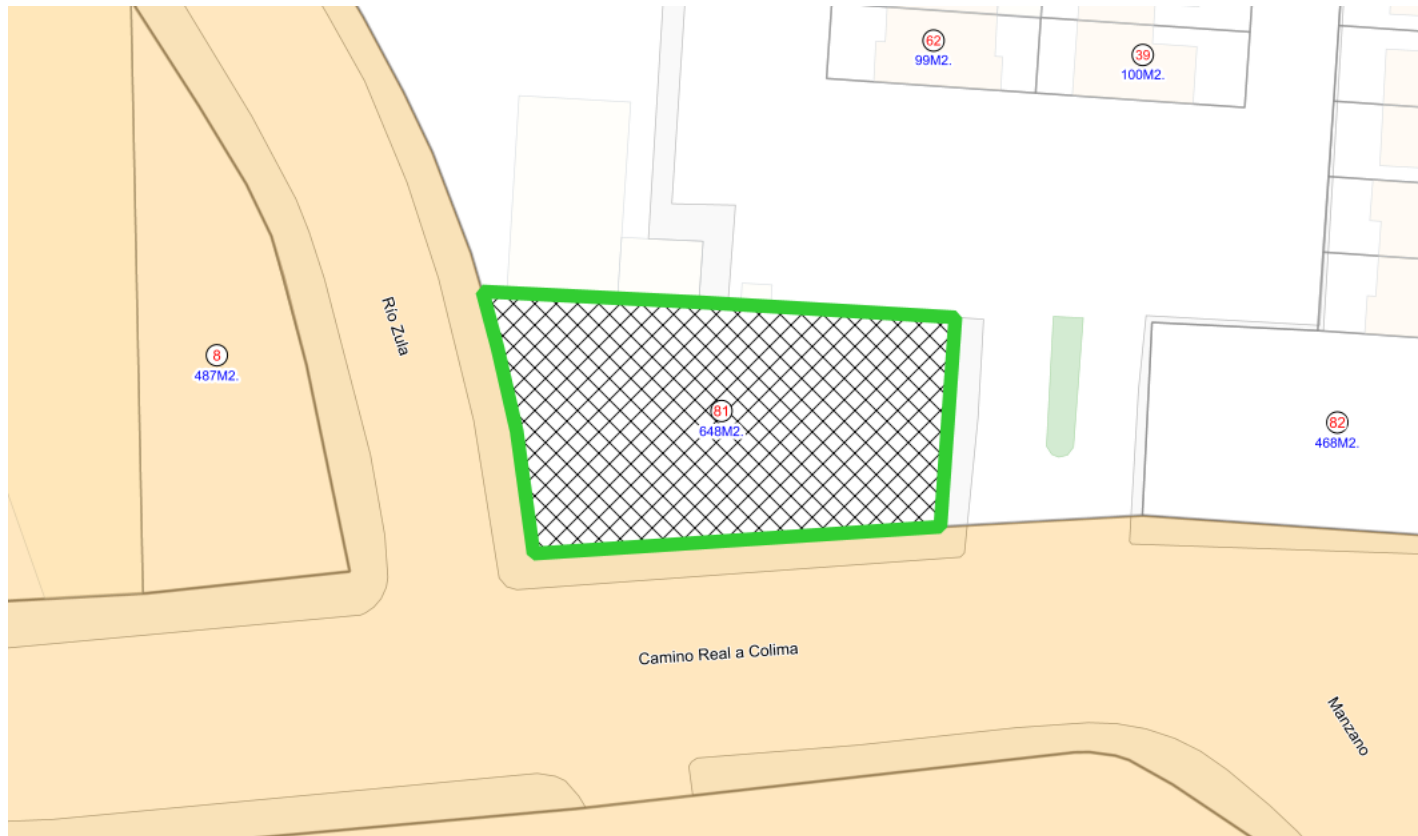 62
99M2.
39
100M2.
Río Zula
8
487M2.
81
648M2.
82
468M2.
Camino Real a Colima
Manzano